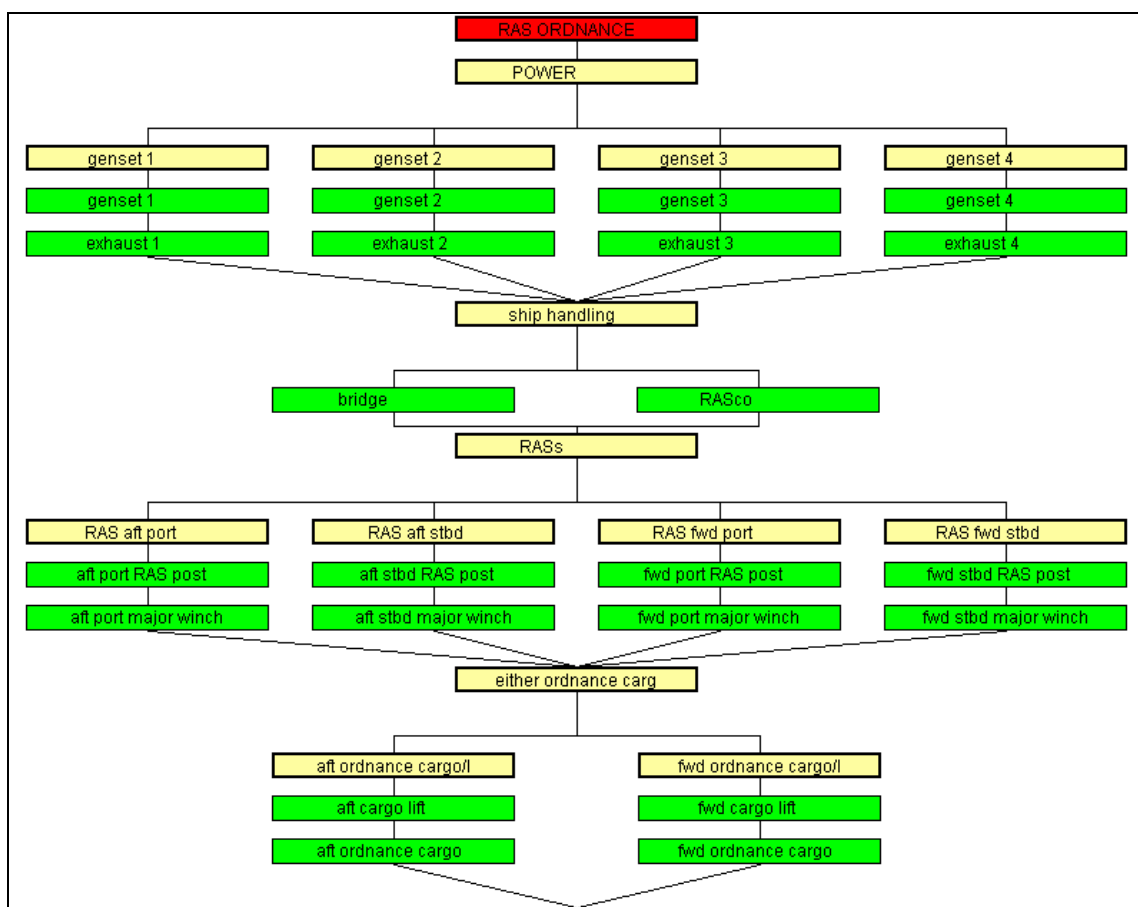 RAS ORDNANCE
POWER
genset 1 genset 2 genset 3 genset 4
genset 1 genset 2 genset 3 genset 4
exhaust 1 exhaust 2 exhaust 3 exhaust 4
ship handling
bridge RASco
RASs
RAS aft port RAS aft stbd RAS fwd port RAS fwd stbd
aft port RAS post aft stbd RAS post fwd port RAS post fwd stbd RAS post
aft port major winch aft stbd major winch fwd port major winch fwd stbd major winch
either ordnance carg
aft ordnance cargo/l fwd ordnance cargo/l
aft cargo lift fwd cargo lift
aft ordnance cargo fwd ordnance cargo